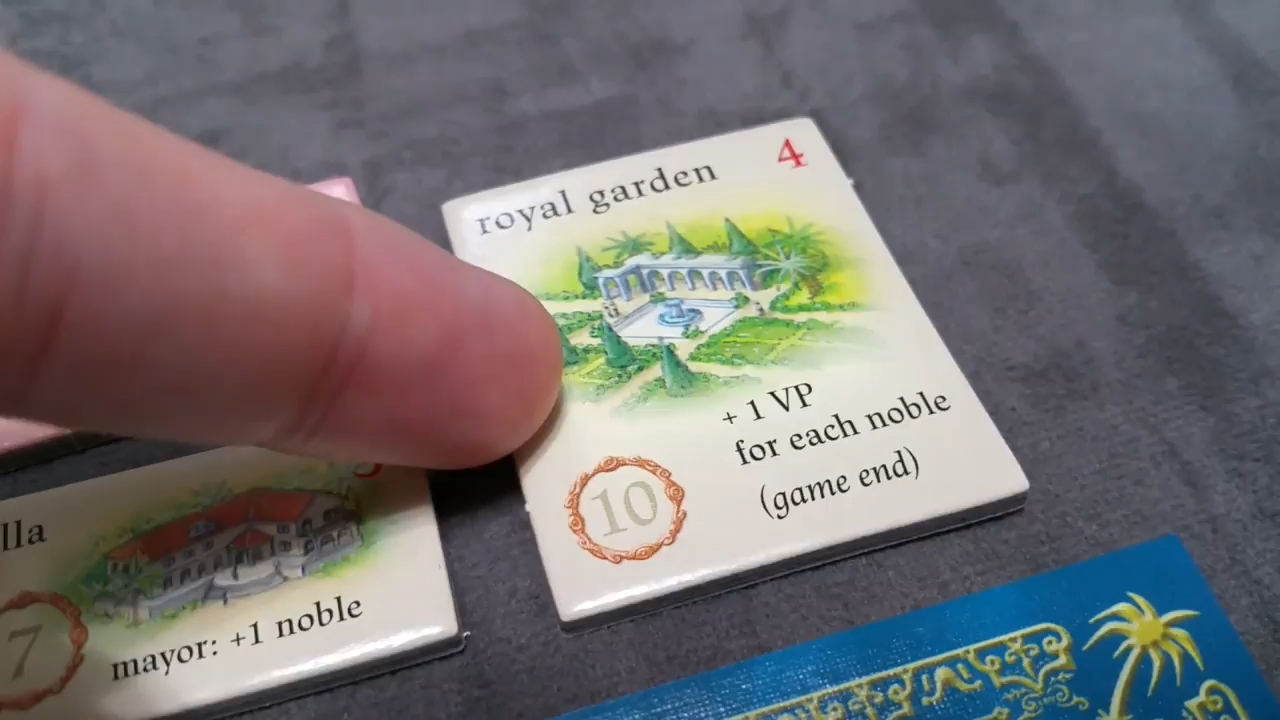 royal garden
4
+ 1 VP
for each noble
(game end)
10
lla
7
mayor: +1 noble